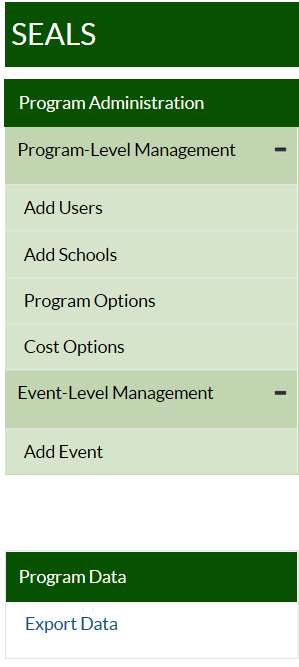 SEALS
Program Administration
Program-Level Management
Add Users
Add Schools
Program Options
Cost Options
Event-Level Management
Add Event
Program Data
Export Data